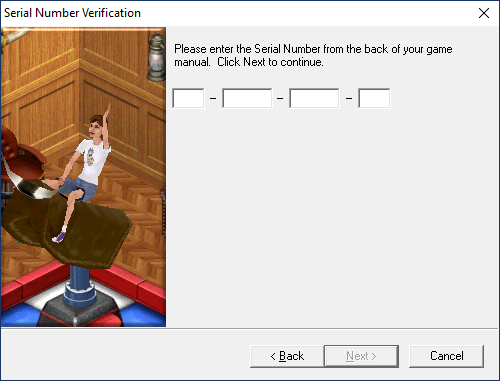 Serial Number Verification
Please enter the Serial Number from the back of your game
manual. Click Next to continue.
– – –
< Back Next > Cancel